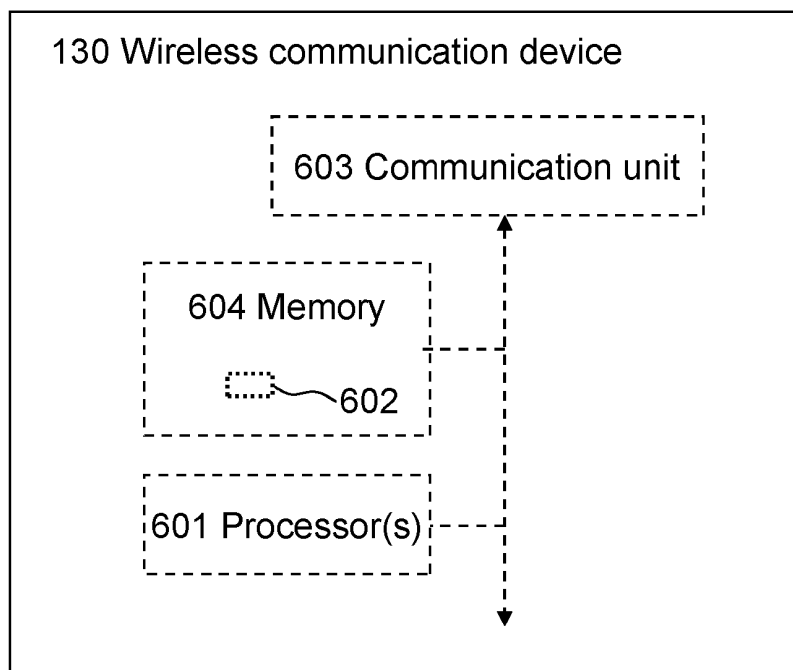 130 Wireless communication device
603 Communication unit
604 Memory
602
601 Processor(s)